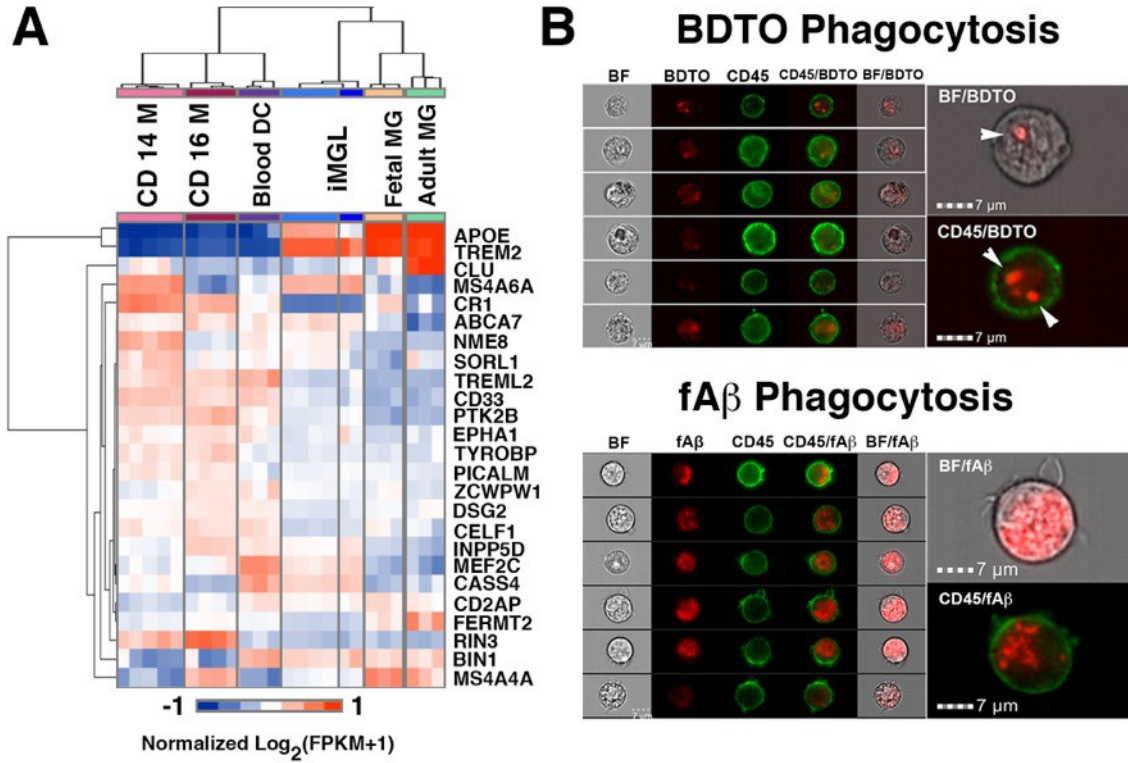 A
CD 14 M
CD 16 M
Blood DC
iMGL
Fetal MG
Adult MG
APOE
TREM2
CLU
MS4A6A
CR1
ABCA7
NME8
SORL1
TREML2
CD33
PTK2B
EPHA1
TYROBP
PICALM
ZCWPW1
DSG2
CELF1
INPP5D
MEF2C
CASS4
CD2AP
FERMT2
RIN3
BIN1
MS4A4A
-1 1
Normalized Log2(FPKM+1)
B
BDTO Phagocytosis
BF BDTO CD45 CD45/BDTO BF/BDTO
BF/BDTO
7 µm
CD45/BDTO
7 µm
7 µm
fAβ Phagocytosis
BF fAβ CD45 CD45/fAβ BF/fAβ
BF/fAβ
7 µm
CD45/fAβ
7 µm
7 µm